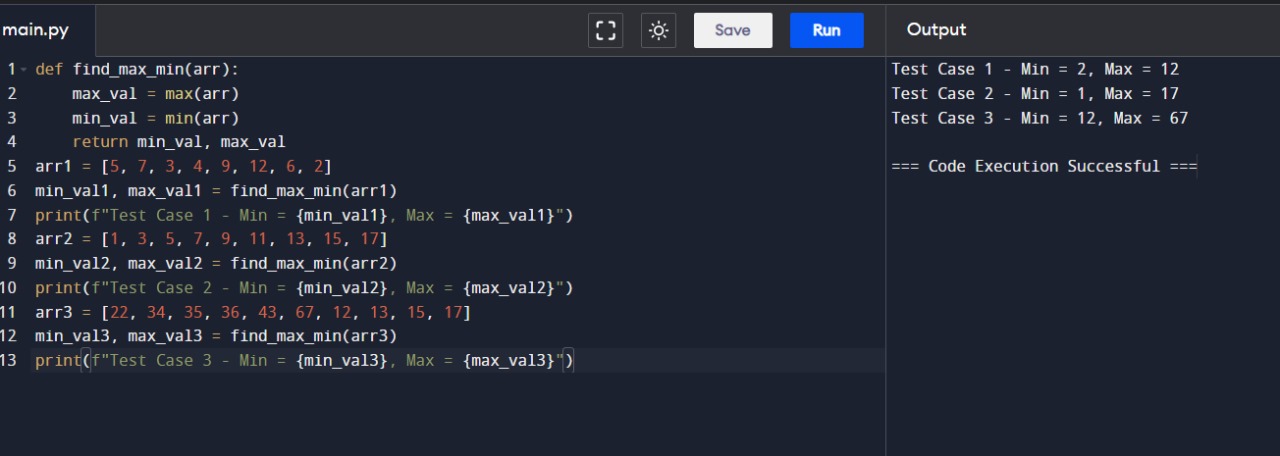 main.py
Save
Run
Output
1 def find_max_min(arr):
2     max_val = max(arr)
3     min_val = min(arr)
4     return min_val, max_val
5 arr1 = [5, 7, 3, 4, 9, 12, 6, 2]
6 min_val1, max_val1 = find_max_min(arr1)
7 print(f"Test Case 1 - Min = {min_val1}, Max = {max_val1}")
8 arr2 = [1, 3, 5, 7, 9, 11, 13, 15, 17]
9 min_val2, max_val2 = find_max_min(arr2)
10 print(f"Test Case 2 - Min = {min_val2}, Max = {max_val2}")
11 arr3 = [22, 34, 35, 36, 43, 67, 12, 13, 15, 17]
12 min_val3, max_val3 = find_max_min(arr3)
13 print(f"Test Case 3 - Min = {min_val3}, Max = {max_val3}")
Test Case 1 - Min = 2, Max = 12
Test Case 2 - Min = 1, Max = 17
Test Case 3 - Min = 12, Max = 67
=== Code Execution Successful ===